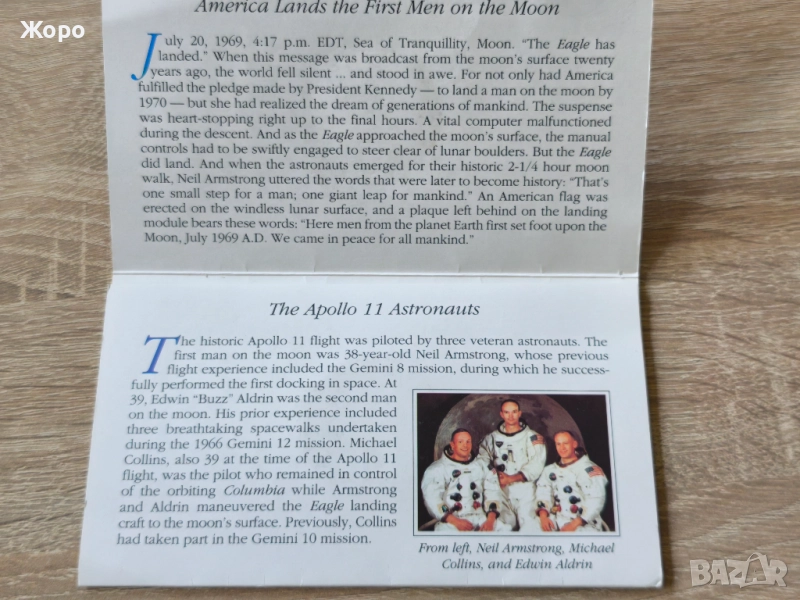 Жоро
America Lands the First Men on the Moon
July 20, 1969, 4:17 p.m. EDT, Sea of Tranquillity, Moon. “The Eagle has
landed.” When this message was broadcast from the moon’s surface twenty
years ago, the world fell silent ... and stood in awe. For not only had America
fulfilled the pledge made by President Kennedy — to land a man on the moon by
1970 — but she had realized the dream of generations of mankind. The suspense
was heart-stopping right up to the final hours. A vital computer malfunctioned
during the descent. And as the Eagle approached the moon’s surface, the manual
controls had to be swiftly engaged to steer clear of lunar boulders. But the Eagle
did land. And when the astronauts emerged for their historic 2-1/4 hour moon
walk, Neil Armstrong uttered the words that were later to become history: “That’s
one small step for a man; one giant leap for mankind.” An American flag was
erected on the windless lunar surface, and a plaque left behind on the landing
module bears these words: “Here men from the planet Earth first set foot upon the
Moon, July 1969 A.D. We came in peace for all mankind.”
The Apollo 11 Astronauts
The historic Apollo 11 flight was piloted by three veteran astronauts. The
first man on the moon was 38-year-old Neil Armstrong, whose previous
flight experience included the Gemini 8 mission, during which he success-
fully performed the first docking in space. At
39, Edwin “Buzz” Aldrin was the second man
on the moon. His prior experience included
three breathtaking spacewalks undertaken
during the 1966 Gemini 12 mission. Michael
Collins, also 39 at the time of the Apollo 11
flight, was the pilot who remained in control
of the orbiting Columbia while Armstrong
and Aldrin maneuvered the Eagle landing
craft to the moon’s surface. Previously, Collins
had taken part in the Gemini 10 mission.
From left, Neil Armstrong, Michael
Collins, and Edwin Aldrin
BAZAR